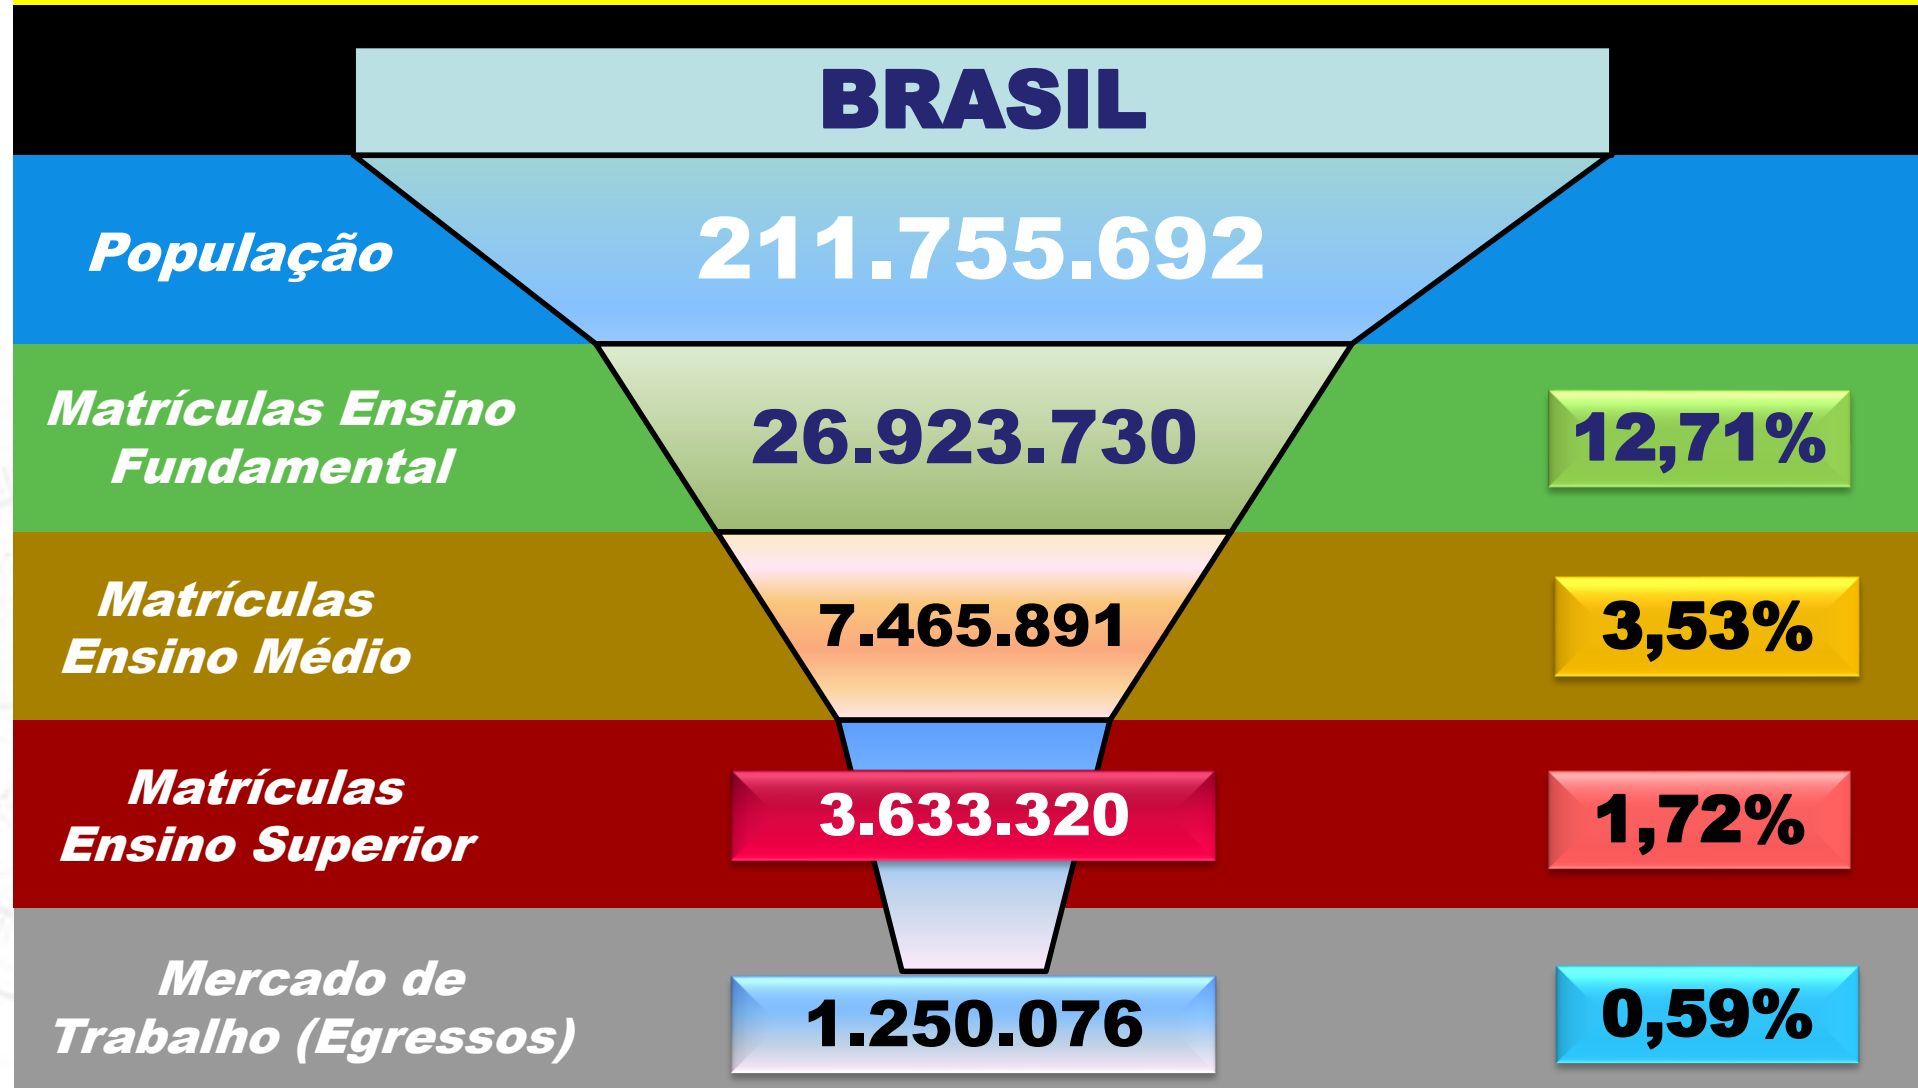 BRASIL
População
211.755.692
Matrículas Ensino
Fundamental
26.923.730
12,71%
Matrículas
Ensino Médio
7.465.891
3,53%
Matrículas
Ensino Superior
3.633.320
1,72%
Mercado de
Trabalho (Egressos)
1.250.076
0,59%